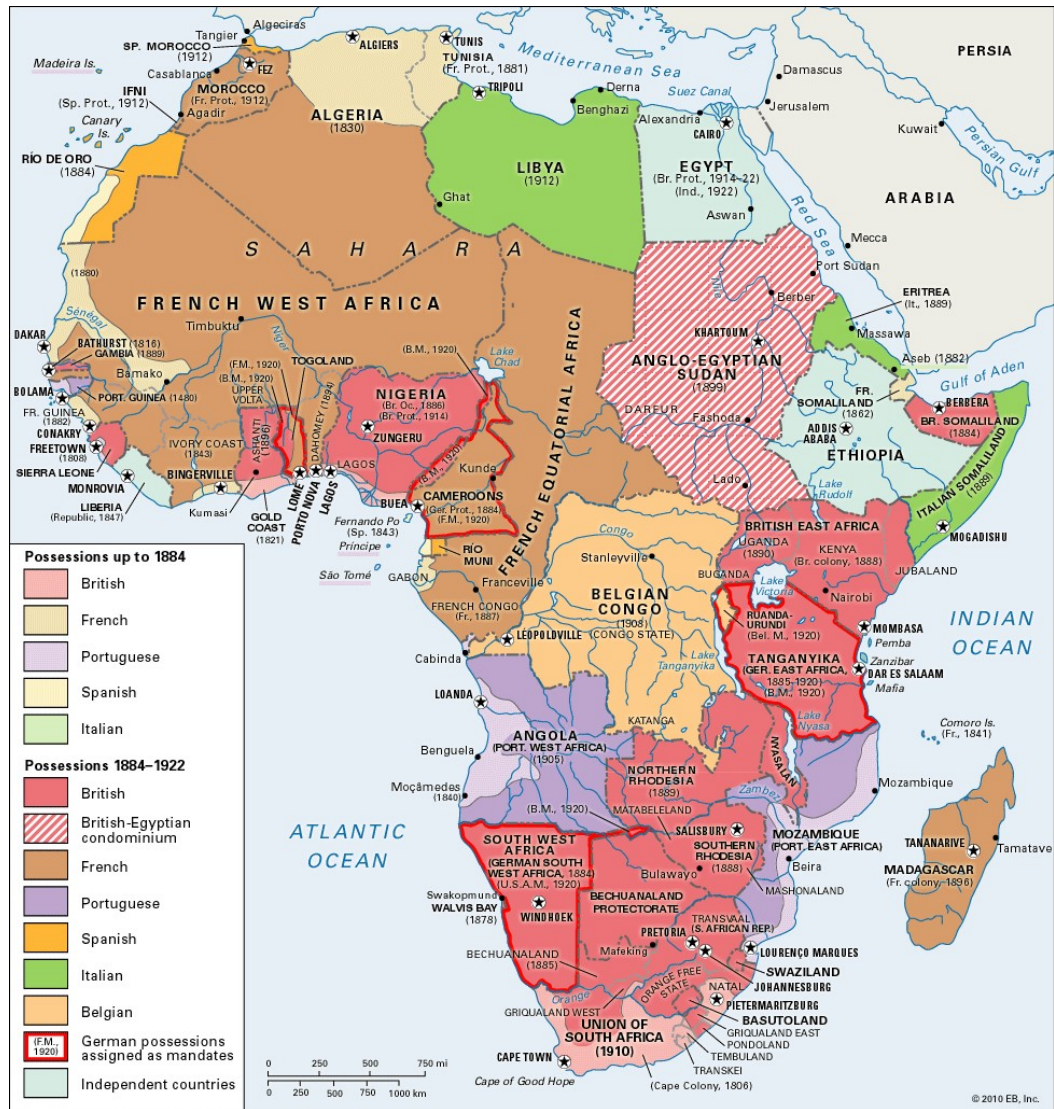 Algeciras
Tangier
SP. MOROCCO
(1912)
Madeira Is.
Casablanca
FEZ
MOROCCO
(Fr. Prot., 1912)
IFNI
(Sp. Prot., 1912)
Agadir
Canary
Is.
RÍO DE ORO
(1884)
ALGIERS
TUNIS
TUNISIA
(Fr. Prot., 1881)
TRIPOLI
ALGERIA
(1830)
Mediterranean Sea
Derna
Benghazi
LIBYA
(1912)
Ghat
Suez Canal
Alexandria
CAIRO
EGYPT
(Br. Prot., 1914–22)
(Ind., 1922)
Aswan
Damascus
Jerusalem
PERSIA
Kuwait
Persian Gulf
ARABIA
Red Sea
Mecca
Port Sudan
SAHARA
(1880)
FRENCH WEST AFRICA
Timbuktu
Sénégal
DAKAR
BATHURST (1816)
GAMBIA (1889)
Bamako
BOLAMA
PORT. GUINEA (1480)
FR. GUINEA
(1882)
CONAKRY
FREETOWN
(1808)
SIERRA LEONE
MONROVIA
LIBERIA
(Republic, 1847)
IVORY COAST
(1843)
BINGERVILLE
Kumasi
ASHANTI
(1896)
GOLD
COAST
(1821)
Niger
(F.M., 1920)
(B.M., 1920)
UPPER
VOLTA
TOGOLAND
DAHOMEY (1894)
LOMÉ
PORTO NOVA
LAGOS
LAGOS
NIGERIA
(Br. Oc., 1886)
(Br. Prot., 1914)
ZUNGERU
(B.M., 1920)
Lake
Chad
(B.M., 1920)
Kunde
CAMEROONS
(Ger. Prot., 1884)
(F.M., 1920)
BUEA
Fernando Po
(Sp. 1843)
Príncipe
São Tomé
RÍO
MUNI
GABON
Franceville
FRENCH CONGO
(Fr., 1887)
FRENCH EQUATORIAL AFRICA
Nile
Berber
KHARTOUM
ANGLO-EGYPTIAN
SUDAN
(1899)
DARFUR
Fashoda
Lado
ERITREA
(It., 1889)
Massawa
Aseb (1882)
Gulf of Aden
FR.
SOMALILAND
(1862)
BERBERA
BR. SOMALILAND
(1884)
ADDIS
ABABA
ETHIOPIA
Lake
Rudolf
ITALIAN SOMALILAND
(1889)
MOGADISHU
JUBALAND
BRITISH EAST AFRICA
UGANDA
(1890)
KENYA
(Br. colony, 1888)
BUGANDA
Lake
Victoria
Nairobi
MOMBASA
Pemba
Zanzibar
DAR ES SALAAM
Mafia
Congo
Stanleyville
BELGIAN
CONGO
(1908)
(CONGO STATE)
RUANDA-
URUNDI
(Bel. M., 1920)
TANGANYIKA
(GER. EAST AFRICA,
1885–1920)
(B.M., 1920)
Lake
Tanganyika
Lake
Nyasa
LEOPOLDVILLE
Cabinda
LOANDA
Benguela
Moçâmedes
(1840)
ANGOLA
(PORT. WEST AFRICA)
(1905)
KATANGA
NYASALAN
NORTHERN
RHODESIA
(1889)
Zambez
(B.M., 1920)
MATABELELAND
SALISBURY
SOUTHERN
RHODESIA
(1888)
Bulawayo
MASHONALAND
MOZAMBIQUE
(PORT. EAST AFRICA)
Mozambique
Beira
Comoro Is.
(Fr., 1841)
TANANARIVE
Tamatave
MADAGASCAR
(Fr. colony, 1896)
INDIAN
OCEAN
ATLANTIC
OCEAN
SOUTH WEST
AFRICA
(GERMAN SOUTH
WEST AFRICA, 1884)
(U.S.A.M., 1920)
Swakopmund
WALVIS BAY
(1878)
WINDHOEK
BECHUANALAND
PROTECTORATE
BECHUANALAND
(1885)
Mafeking
TRANSVAAL
(S. AFRICAN REP.)
PRETORIA
LOURENÇO MARQUES
SWAZILAND
JOHANNESBURG
ORANGE FREE
STATE
NATAL
PIETERMARITZBURG
BASUTOLAND
GRIQUALAND EAST
PONDOLAND
TEMBULAND
TRANSKEI
Orange
GRIQUALAND WEST
UNION OF
SOUTH AFRICA
(1910)
CAPE TOWN
Cape of Good Hope
(Cape Colony, 1806)
Possessions up to 1884
British
French
Portuguese
Spanish
Italian
Possessions 1884–1922
British
British-Egyptian
condominium
French
Portuguese
Spanish
Italian
Belgian
(F.M.,
1920)
German possessions
assigned as mandates
Independent countries
0 250 500 750 mi
0 250 500 750 1000 km
© 2010 EB, Inc.